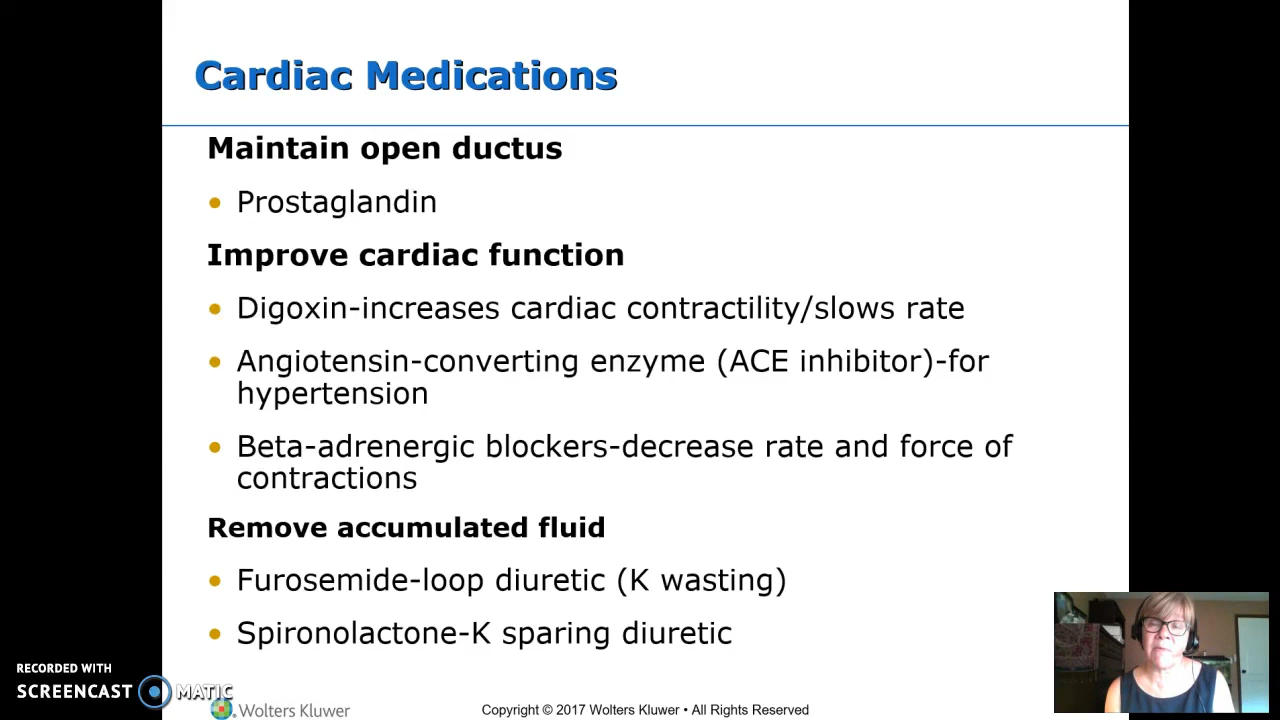 Cardiac Medications
Maintain open ductus
Prostaglandin
Improve cardiac function
Digoxin-increases cardiac contractility/slows rate
Angiotensin-converting enzyme (ACE inhibitor)-for
hypertension
Beta-adrenergic blockers-decrease rate and force of
contractions
Remove accumulated fluid
Furosemide-loop diuretic (K wasting)
Spironolactone-K sparing diuretic
RECORDED WITH
SCREENCAST MATIC
Wolters Kluwer
Copyright © 2017 Wolters Kluwer • All Rights Reserved